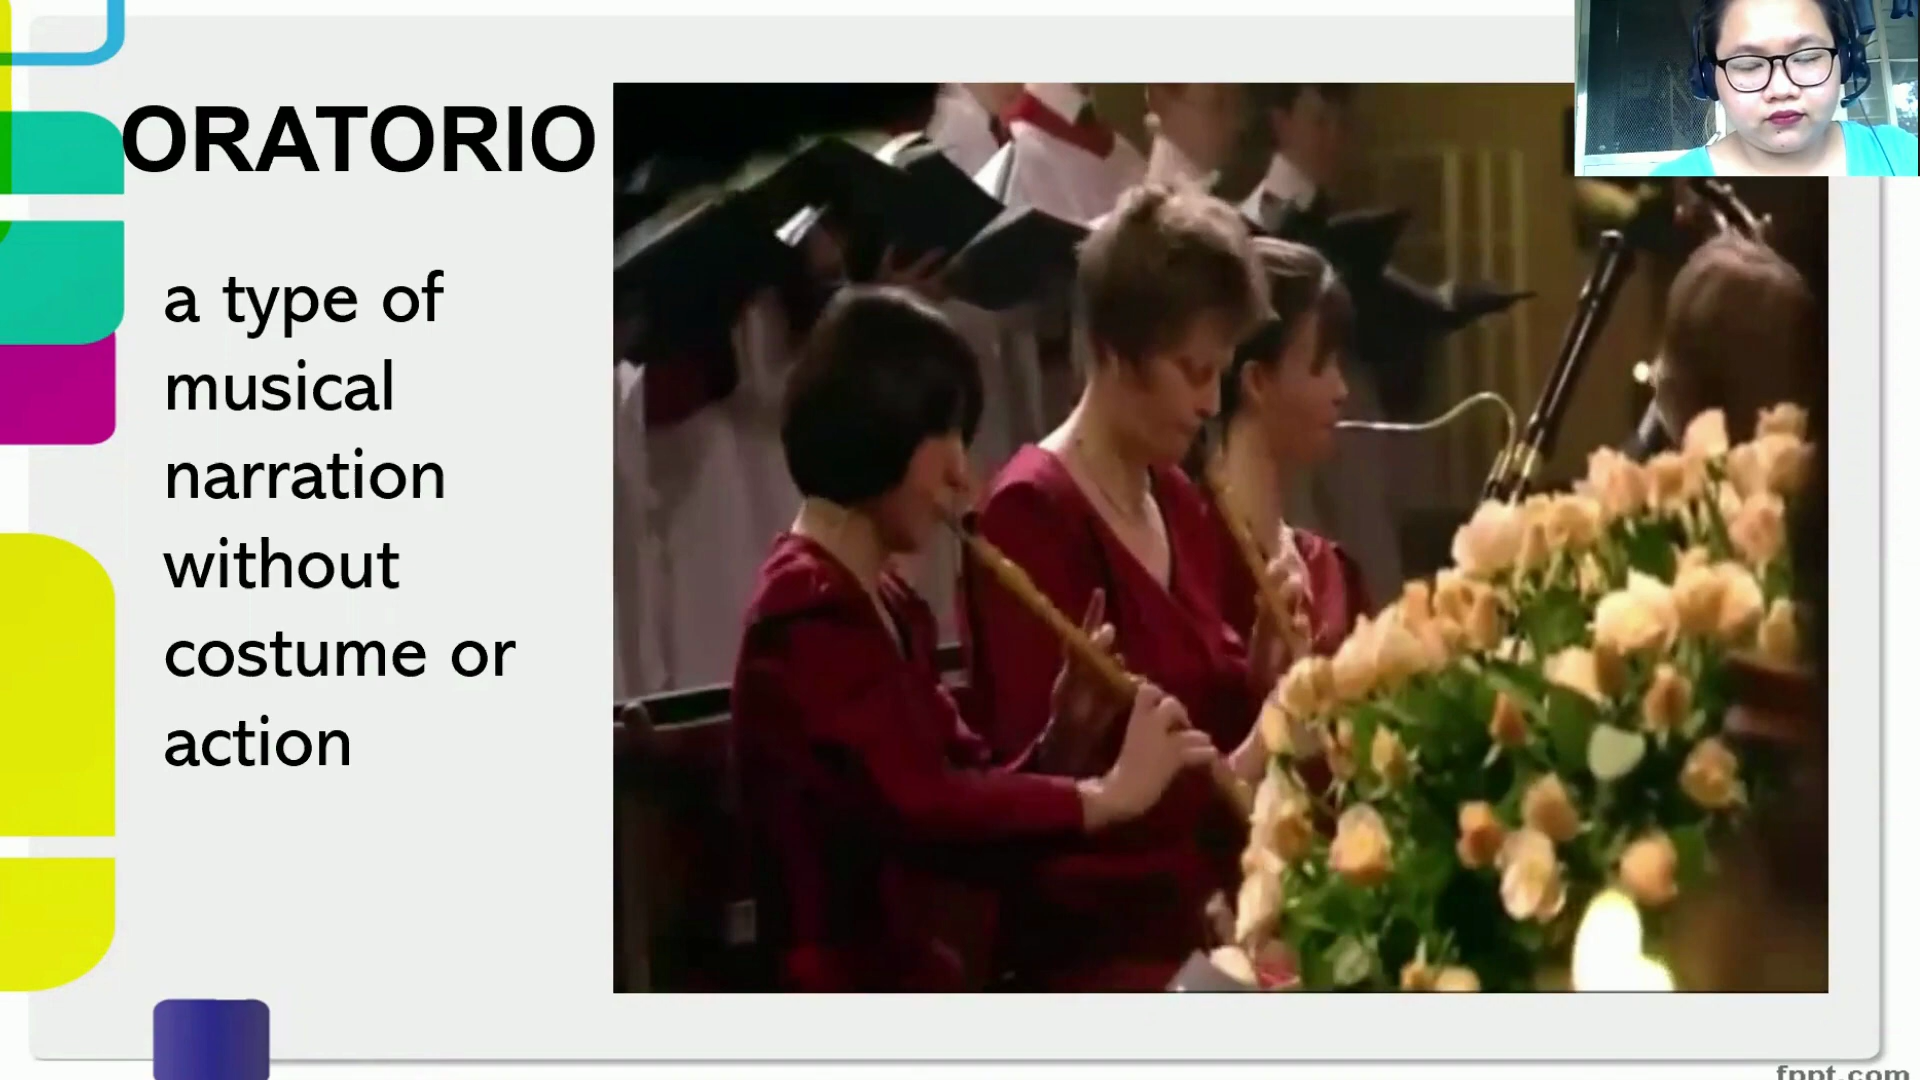 ORATORIO
a type of
musical
narration
without
costume or
action
fppt.com